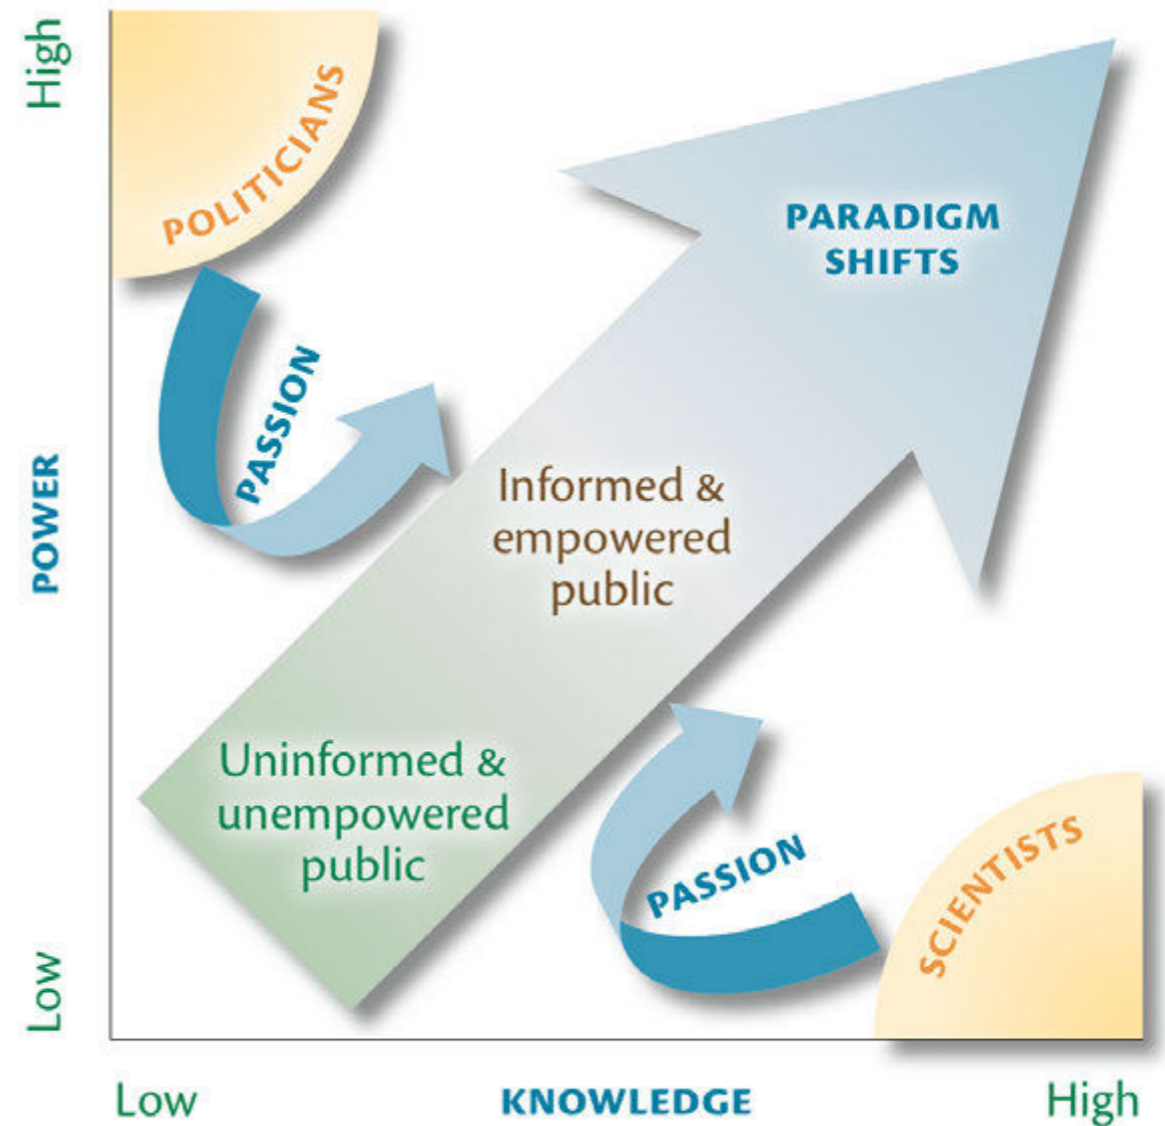 High
POLITICIANS
PARADIGM
SHIFTS
PASSION
POWER
Informed &
empowered
public
Uninformed &
unempowered
public
PASSION
SCIENTISTS
Low
Low
KNOWLEDGE
High